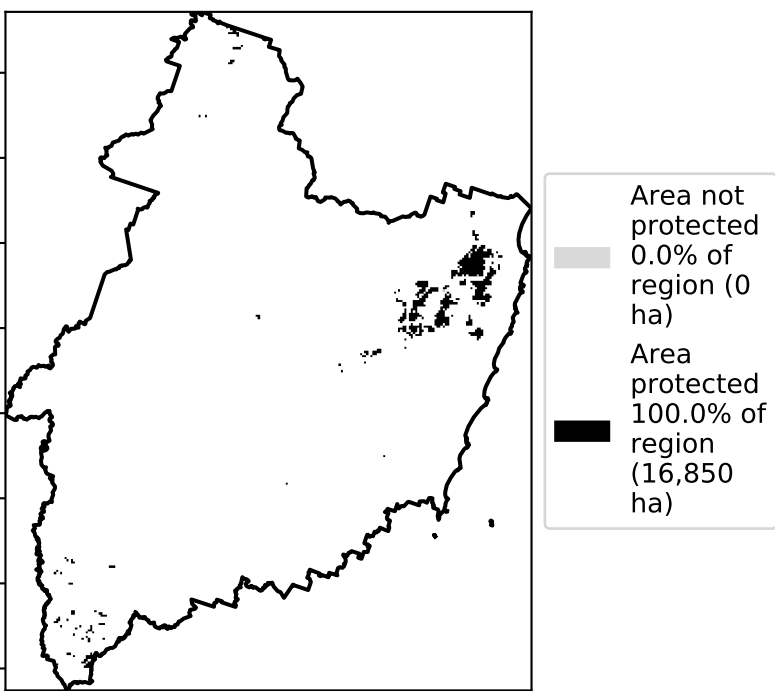 Area not
protected
0.0% of
region (0
ha)
Area
protected
100.0% of
region
(16,850
ha)